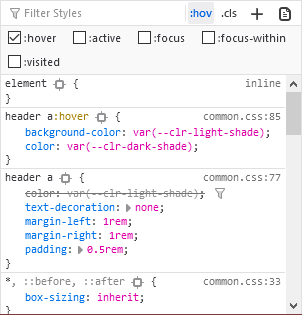 Filter Styles :hov .cls +
:hover :active :focus :focus-within
:visited
element { inline
}
header a:hover { common.css:85
background-color: var(--clr-light-shade);
color: var(--clr-dark-shade);
}
header a { common.css:77
color: var(--clr-light-shade);
text-decoration: none;
margin-left: 1rem;
margin-right: 1rem;
padding: 0.5rem;
}
*, ::before, ::after { common.css:33
box-sizing: inherit;